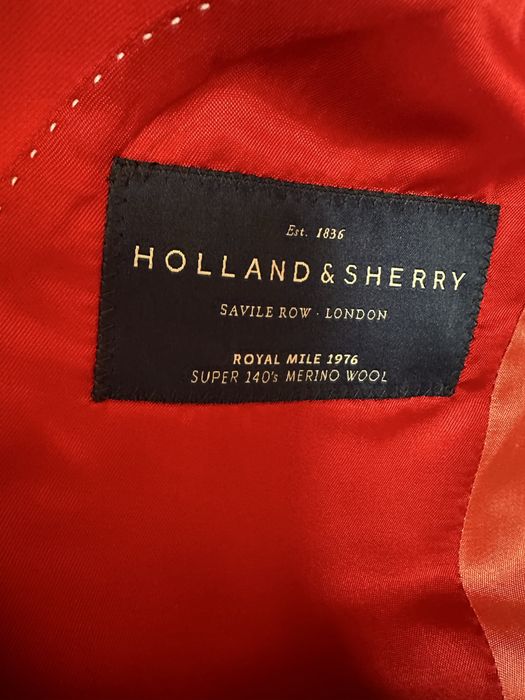 Est. 1836
HOLLAND & SHERRY
SAVILE ROW · LONDON
ROYAL MILE 1976
SUPER 140's MERINO WOOL